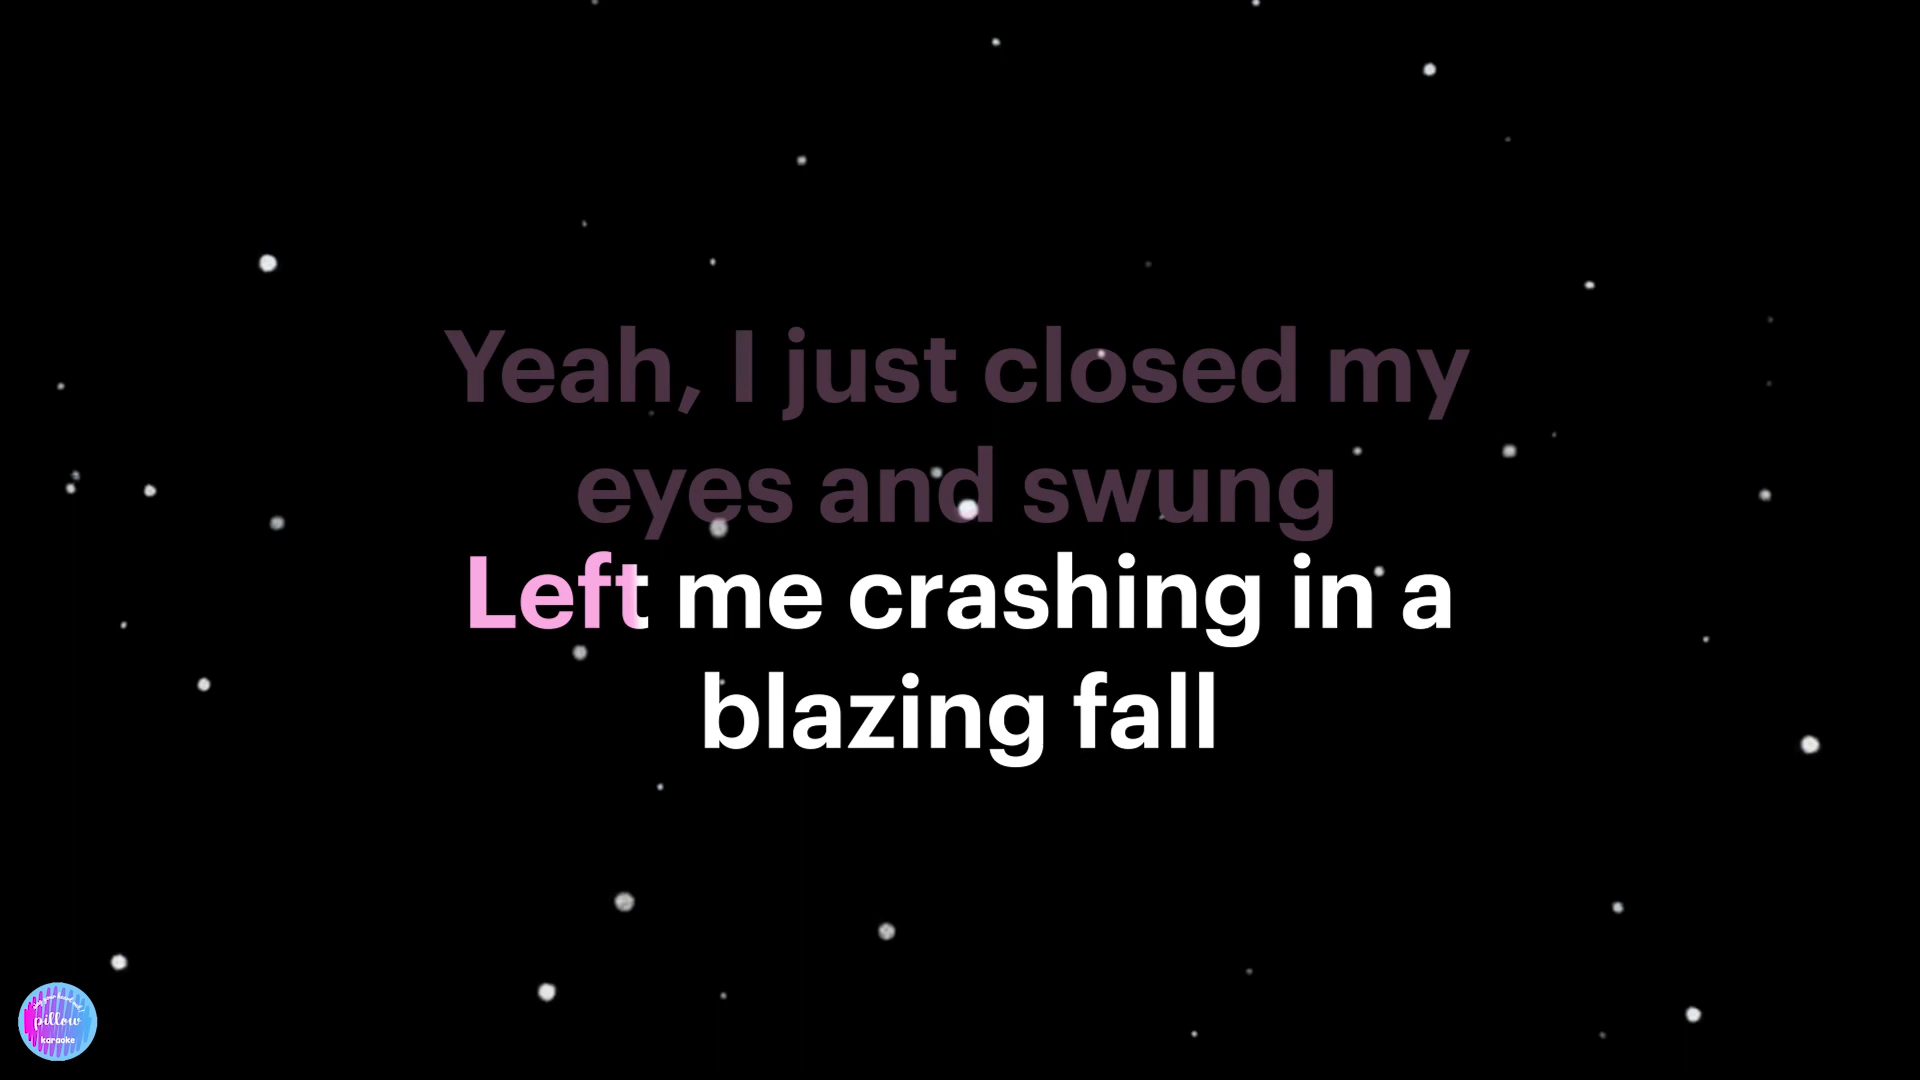 Yeah, I just closed my
eyes and swung
Left me crashing in a
blazing fall
pillow
karaoke